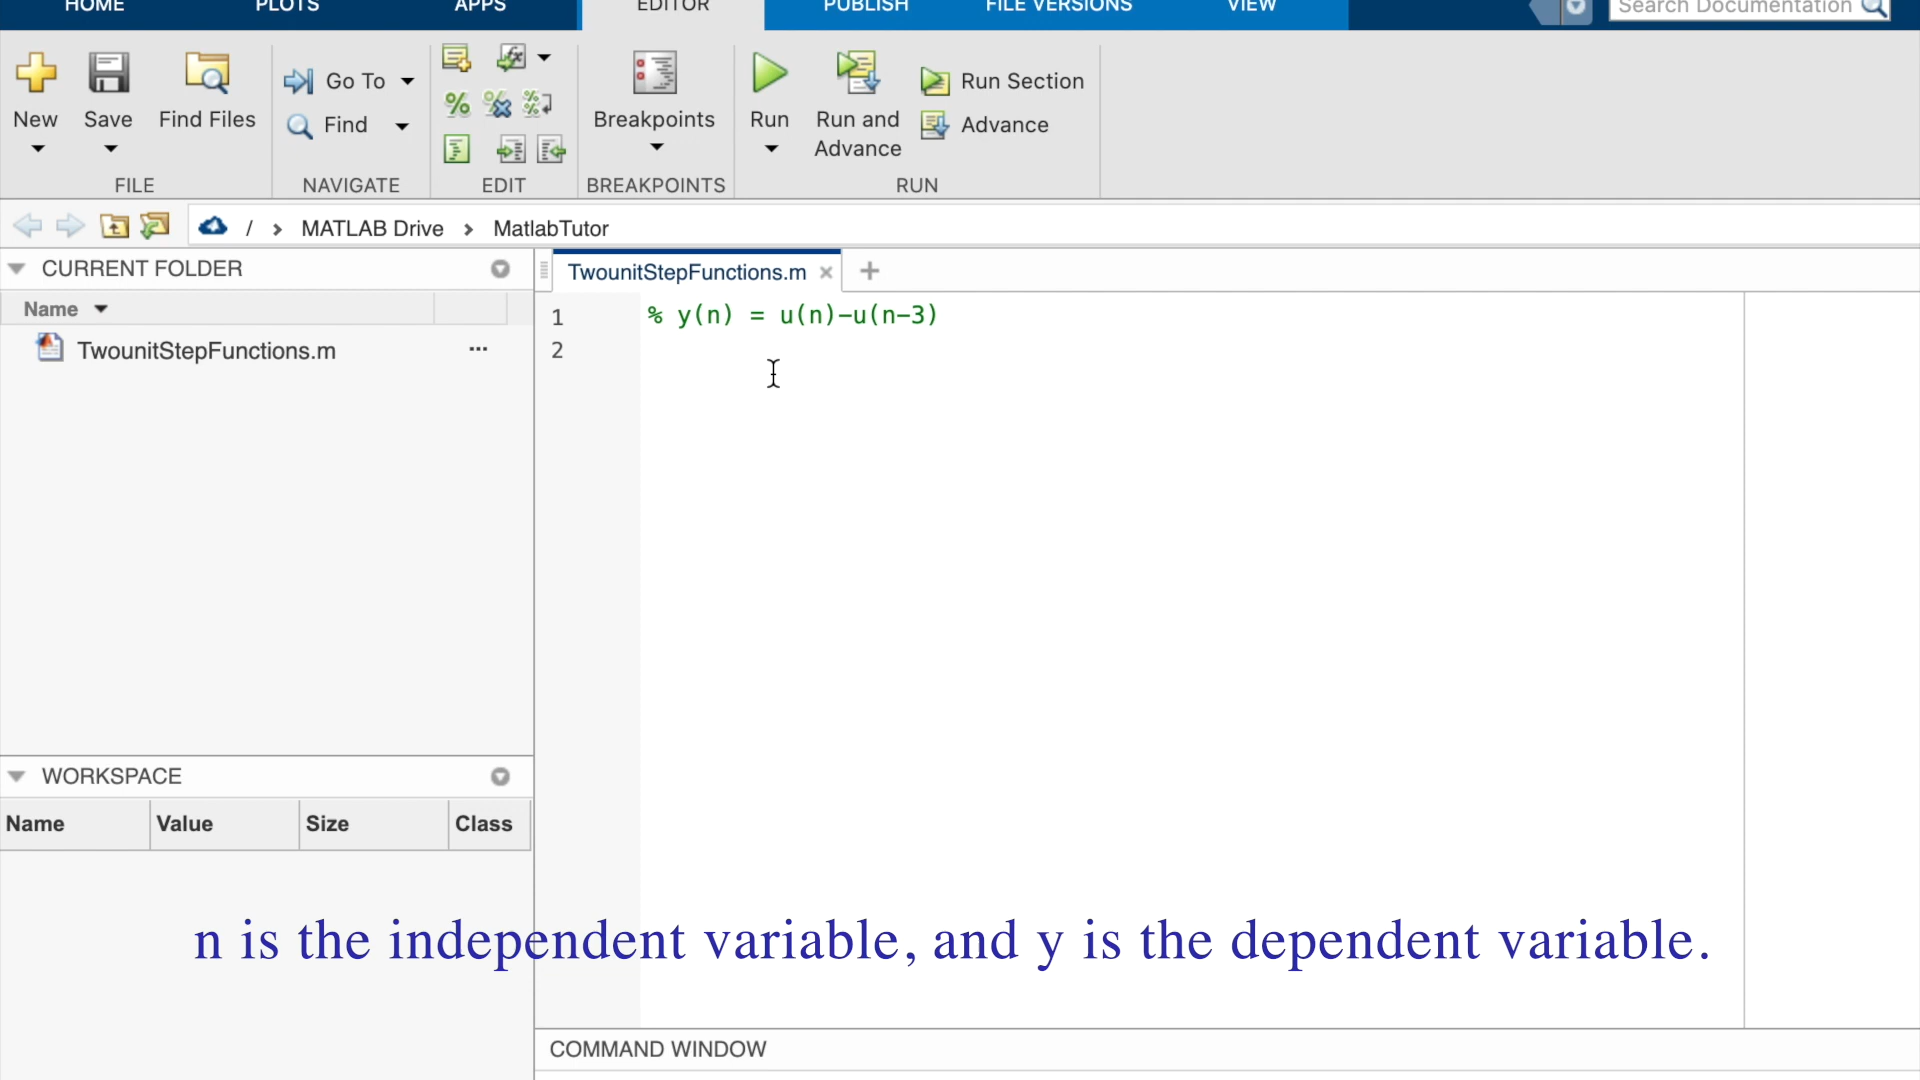 HOME PLOTS APPS EDITOR PUBLISH FILE VERSIONS VIEW Search Documentation
Go To Run Section
New Save Find Files Find Breakpoints Run Run and Advance Advance
FILE NAVIGATE EDIT BREAKPOINTS RUN
/ > MATLAB Drive > MatlabTutor
CURRENT FOLDER TwounitStepFunctions.m × +
Name 1 % y(n) = u(n)-u(n-3)
TwounitStepFunctions.m ... 2
WORKSPACE
Name Value Size Class
n is the independent variable, and y is the dependent variable.
COMMAND WINDOW